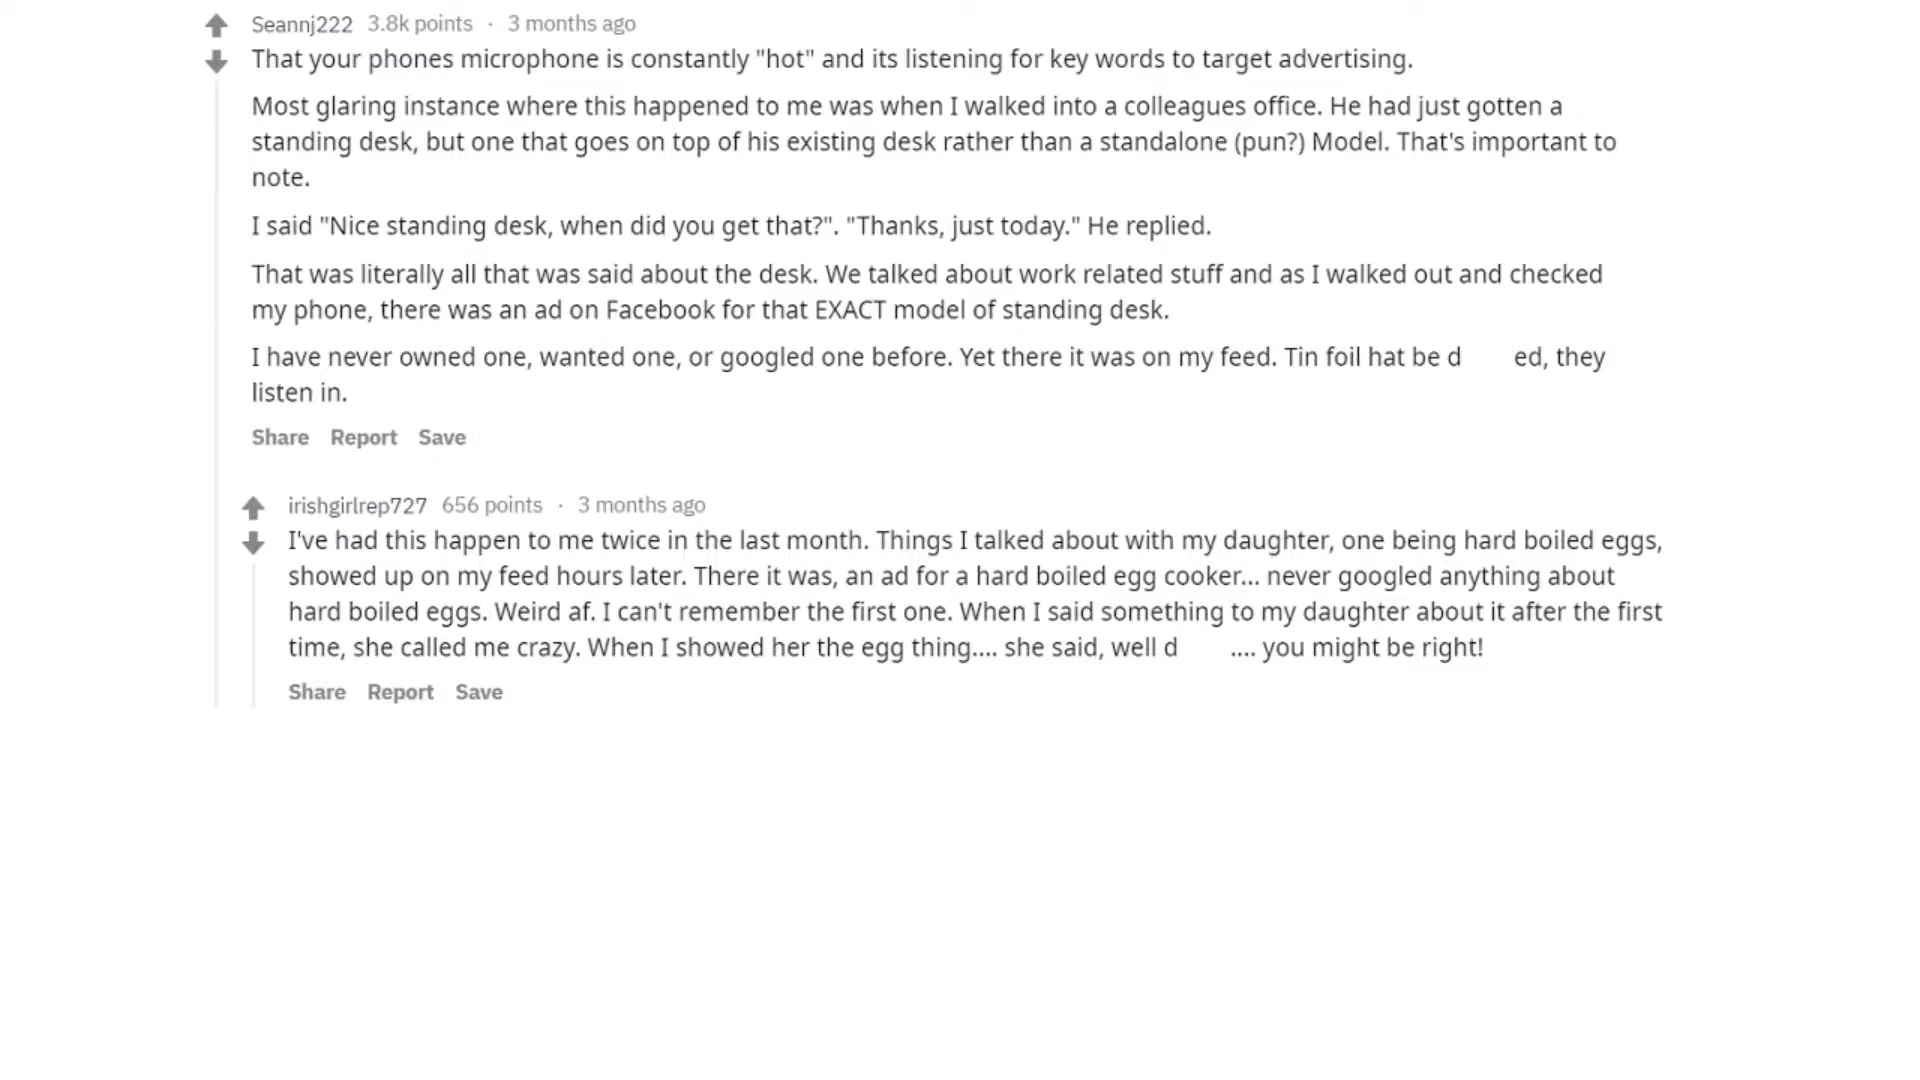 Seannj222 3.8k points · 3 months ago
That your phones microphone is constantly "hot" and its listening for key words to target advertising.
Most glaring instance where this happened to me was when I walked into a colleagues office. He had just gotten a
standing desk, but one that goes on top of his existing desk rather than a standalone (pun?) Model. That's important to
note.
I said "Nice standing desk, when did you get that?". "Thanks, just today." He replied.
That was literally all that was said about the desk. We talked about work related stuff and as I walked out and checked
my phone, there was an ad on Facebook for that EXACT model of standing desk.
I have never owned one, wanted one, or googled one before. Yet there it was on my feed. Tin foil hat be d ed, they
listen in.
Share Report Save
irishgirlrep727 656 points · 3 months ago
I've had this happen to me twice in the last month. Things I talked about with my daughter, one being hard boiled eggs,
showed up on my feed hours later. There it was, an ad for a hard boiled egg cooker... never googled anything about
hard boiled eggs. Weird af. I can't remember the first one. When I said something to my daughter about it after the first
time, she called me crazy. When I showed her the egg thing.... she said, well d .... you might be right!
Share Report Save